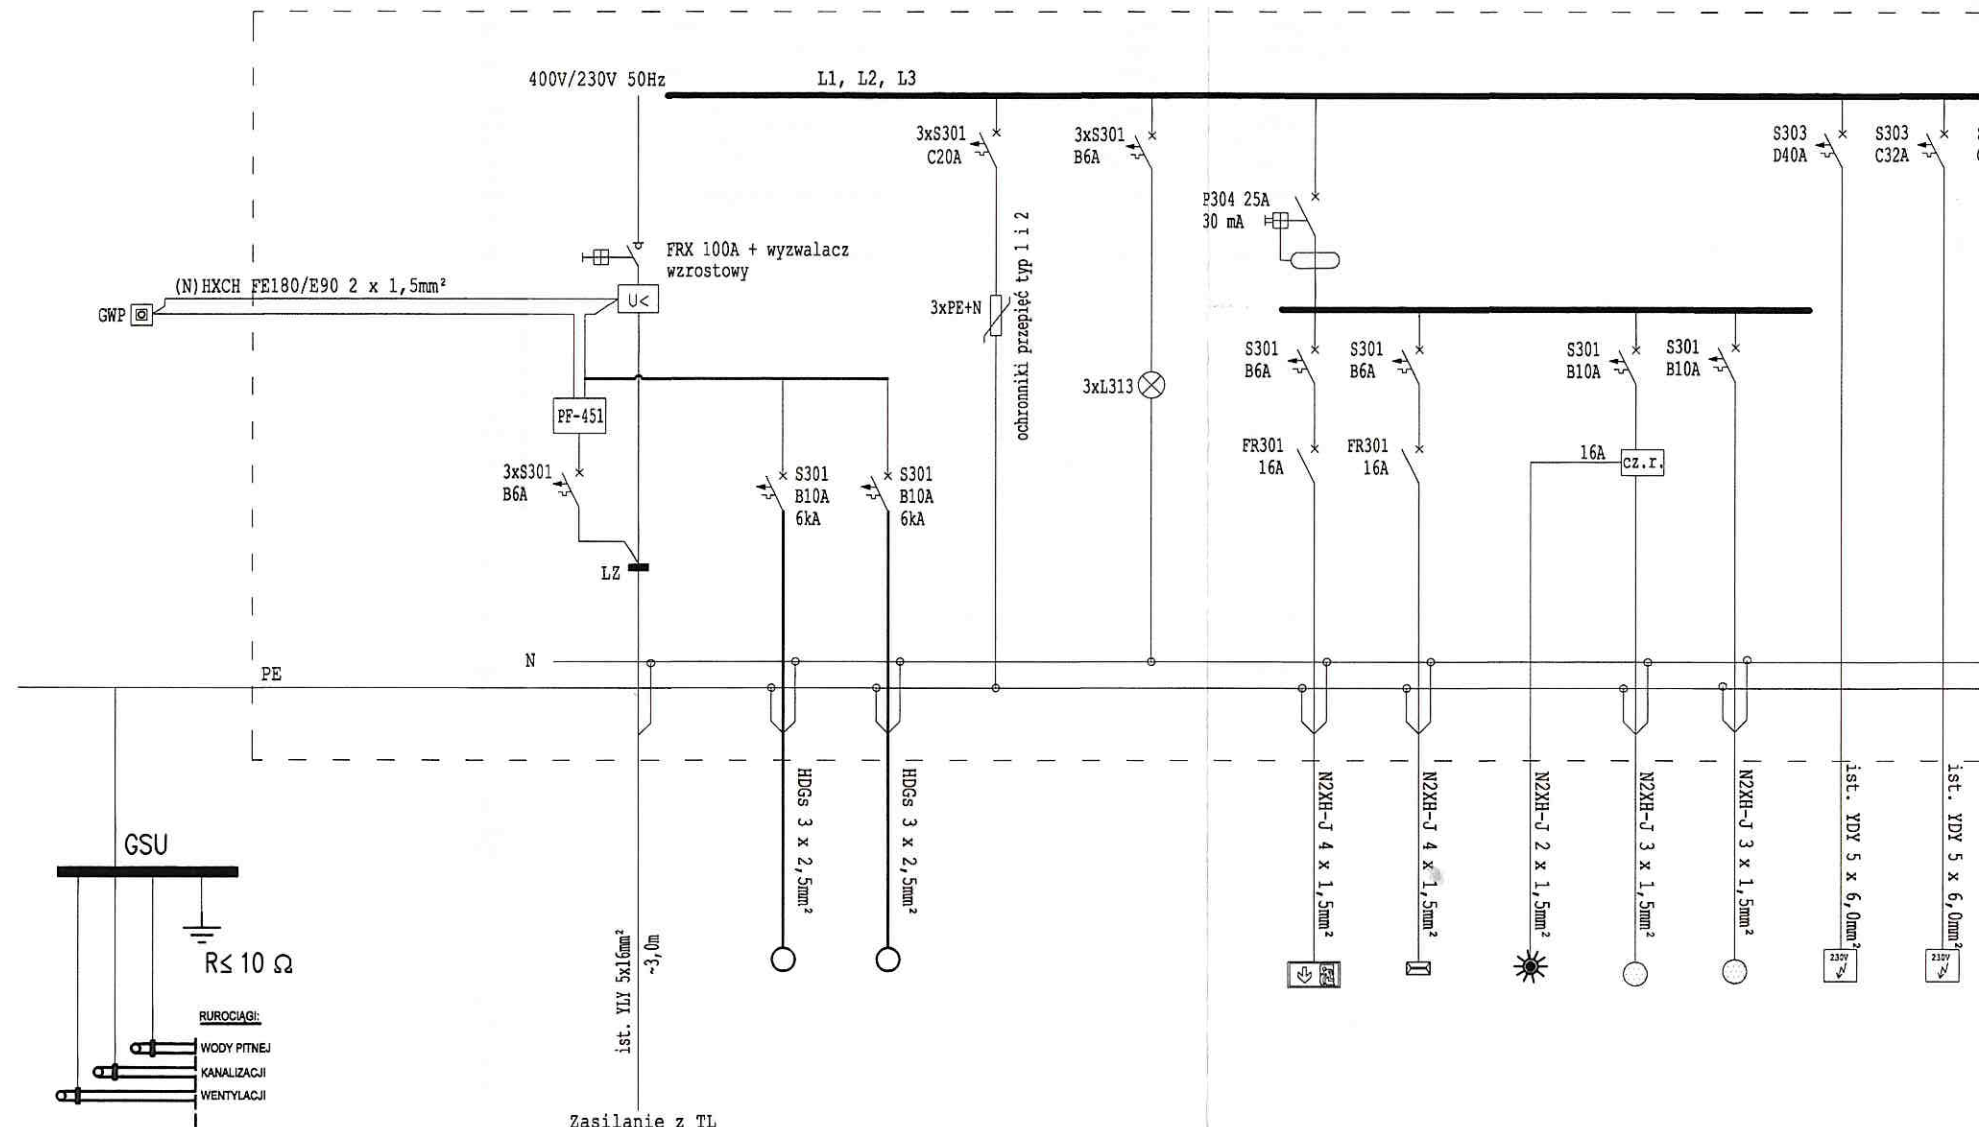 400V/230V 50Hz
L1, L2, L3
3xS301
C20A
3xS301
B6A
S303
D40A
S303
C32A
P304 25A
30 mA
FRX 100A + wyzwalacz
wzrostowy
(N)HXCH FE180/E90 2 x 1,5mm²
GWP
U<
3xPE+N
ochronniki przepięć typ 1 i 2
3xL313
S301
B6A
S301
B6A
S301
B10A
S301
B10A
PF-451
FR301
16A
FR301
16A
16A
cz.r.
3xS301
B6A
S301
B10A
6kA
S301
B10A
6kA
LZ
N
PE
HDGs 3 x 2,5mm²
HDGs 3 x 2,5mm²
N2XH-J 4 x 1,5mm²
N2XH-J 4 x 1,5mm²
N2XH-J 2 x 1,5mm²
N2XH-J 3 x 1,5mm²
N2XH-J 3 x 1,5mm²
ist. YDY 5 x 6,0mm²
ist. YDY 5 x 6,0mm²
GSU
R≤ 10 Ω
ist. YLY 5x16mm²
~3,0m
230V
230V
RUROCIĄGI:
WODY PITNEJ
KANALIZACJI
WENTYLACJI
Zasilanie z TL